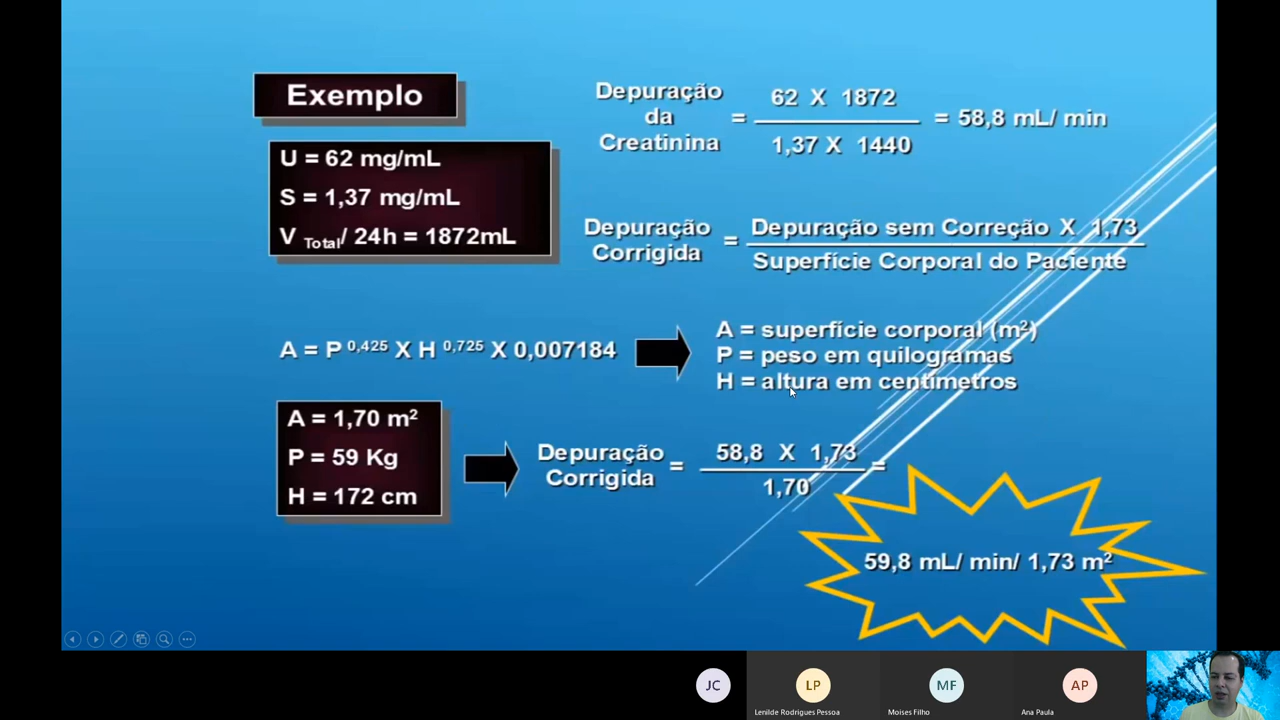 Exemplo
U = 62 mg/mL
S = 1,37 mg/mL
V Total/ 24h = 1872mL
Depuração
da
Creatinina
=
62 X 1872
1,37 X 1440
= 58,8 mL/ min
Depuração
Corrigida
=
Depuração sem Correção X 1,73
Superfície Corporal do Paciente
A = P 0,425 X H 0,725 X 0,007184
A = superfície corporal (m²)
P = peso em quilogramas
H = altura em centímetros
A = 1,70 m²
P = 59 Kg
H = 172 cm
Depuração
Corrigida
=
58,8 X 1,73
1,70
=
59,8 mL/ min/ 1,73 m²
JC
LP
MF
AP
Lenilde Rodrigues Pessoa
Moises Filho
Ana Paula